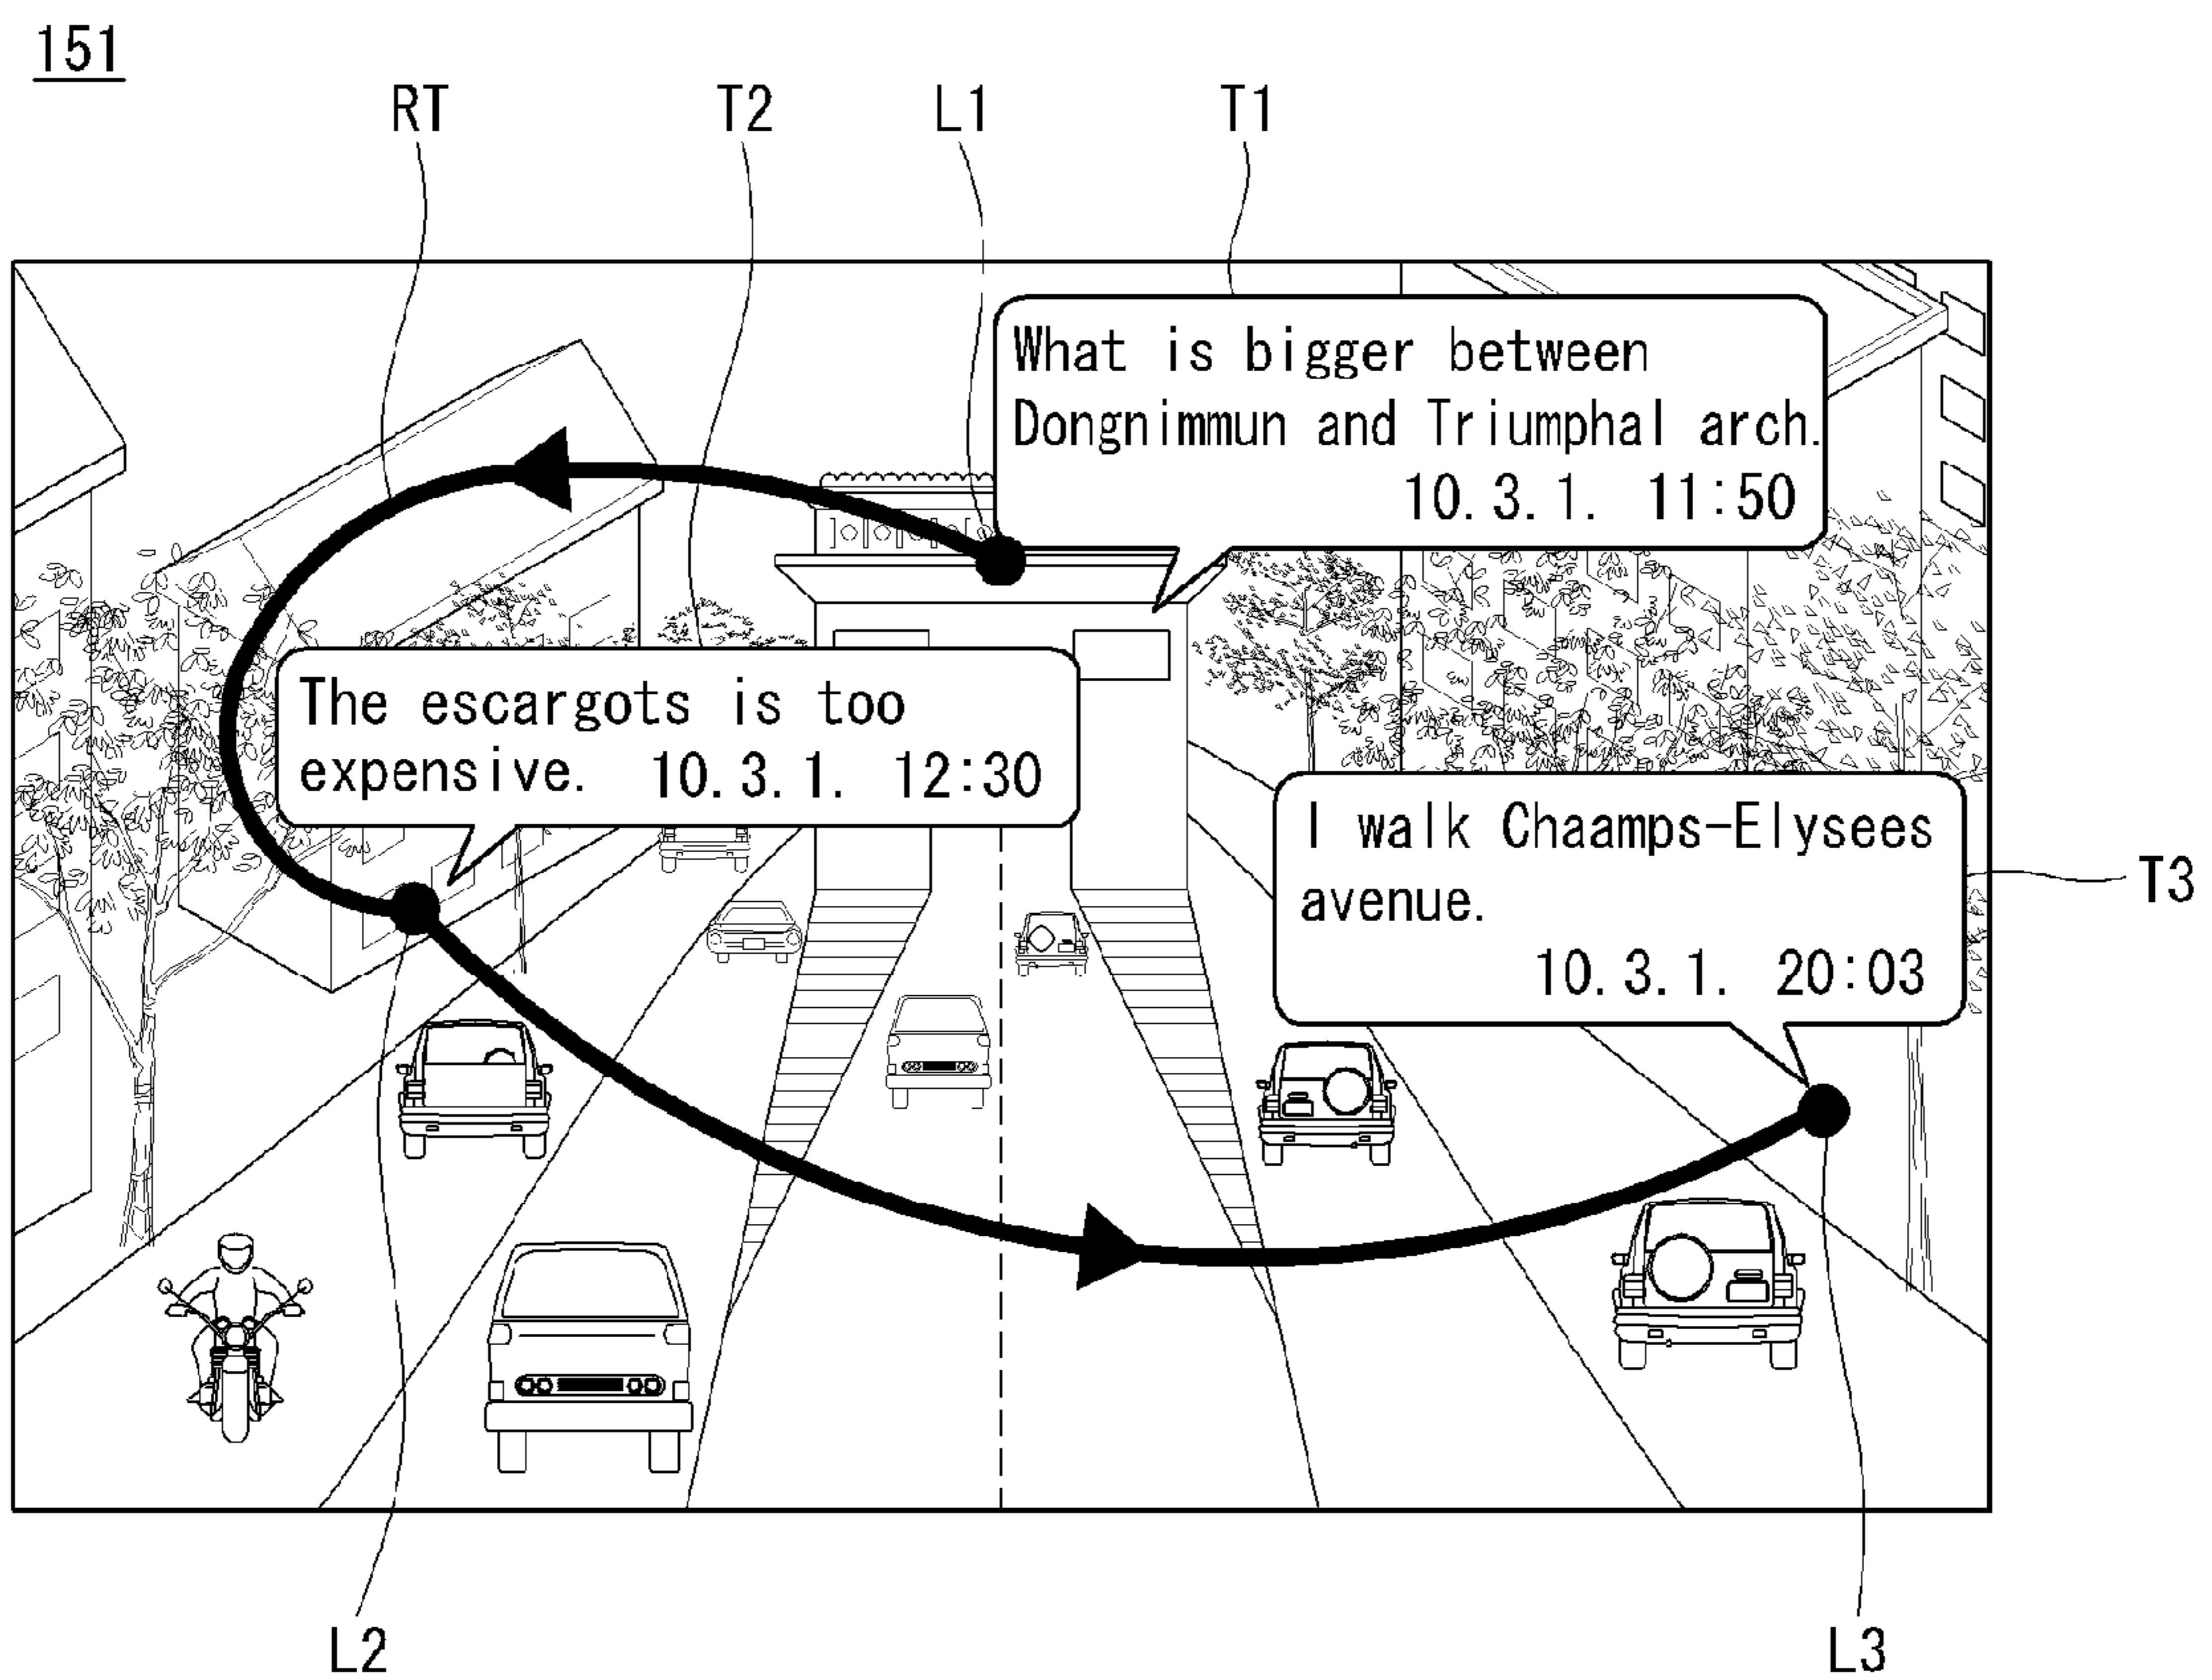 151
RT T2 L1 T1
What is bigger between
Dongnimmun and Triumphal arch.
10. 3. 1. 11:50
The escargots is too
expensive. 10. 3. 1. 12:30
I walk Chaamps-Elysees
avenue.
10. 3. 1. 20:03
T3
L2 L3